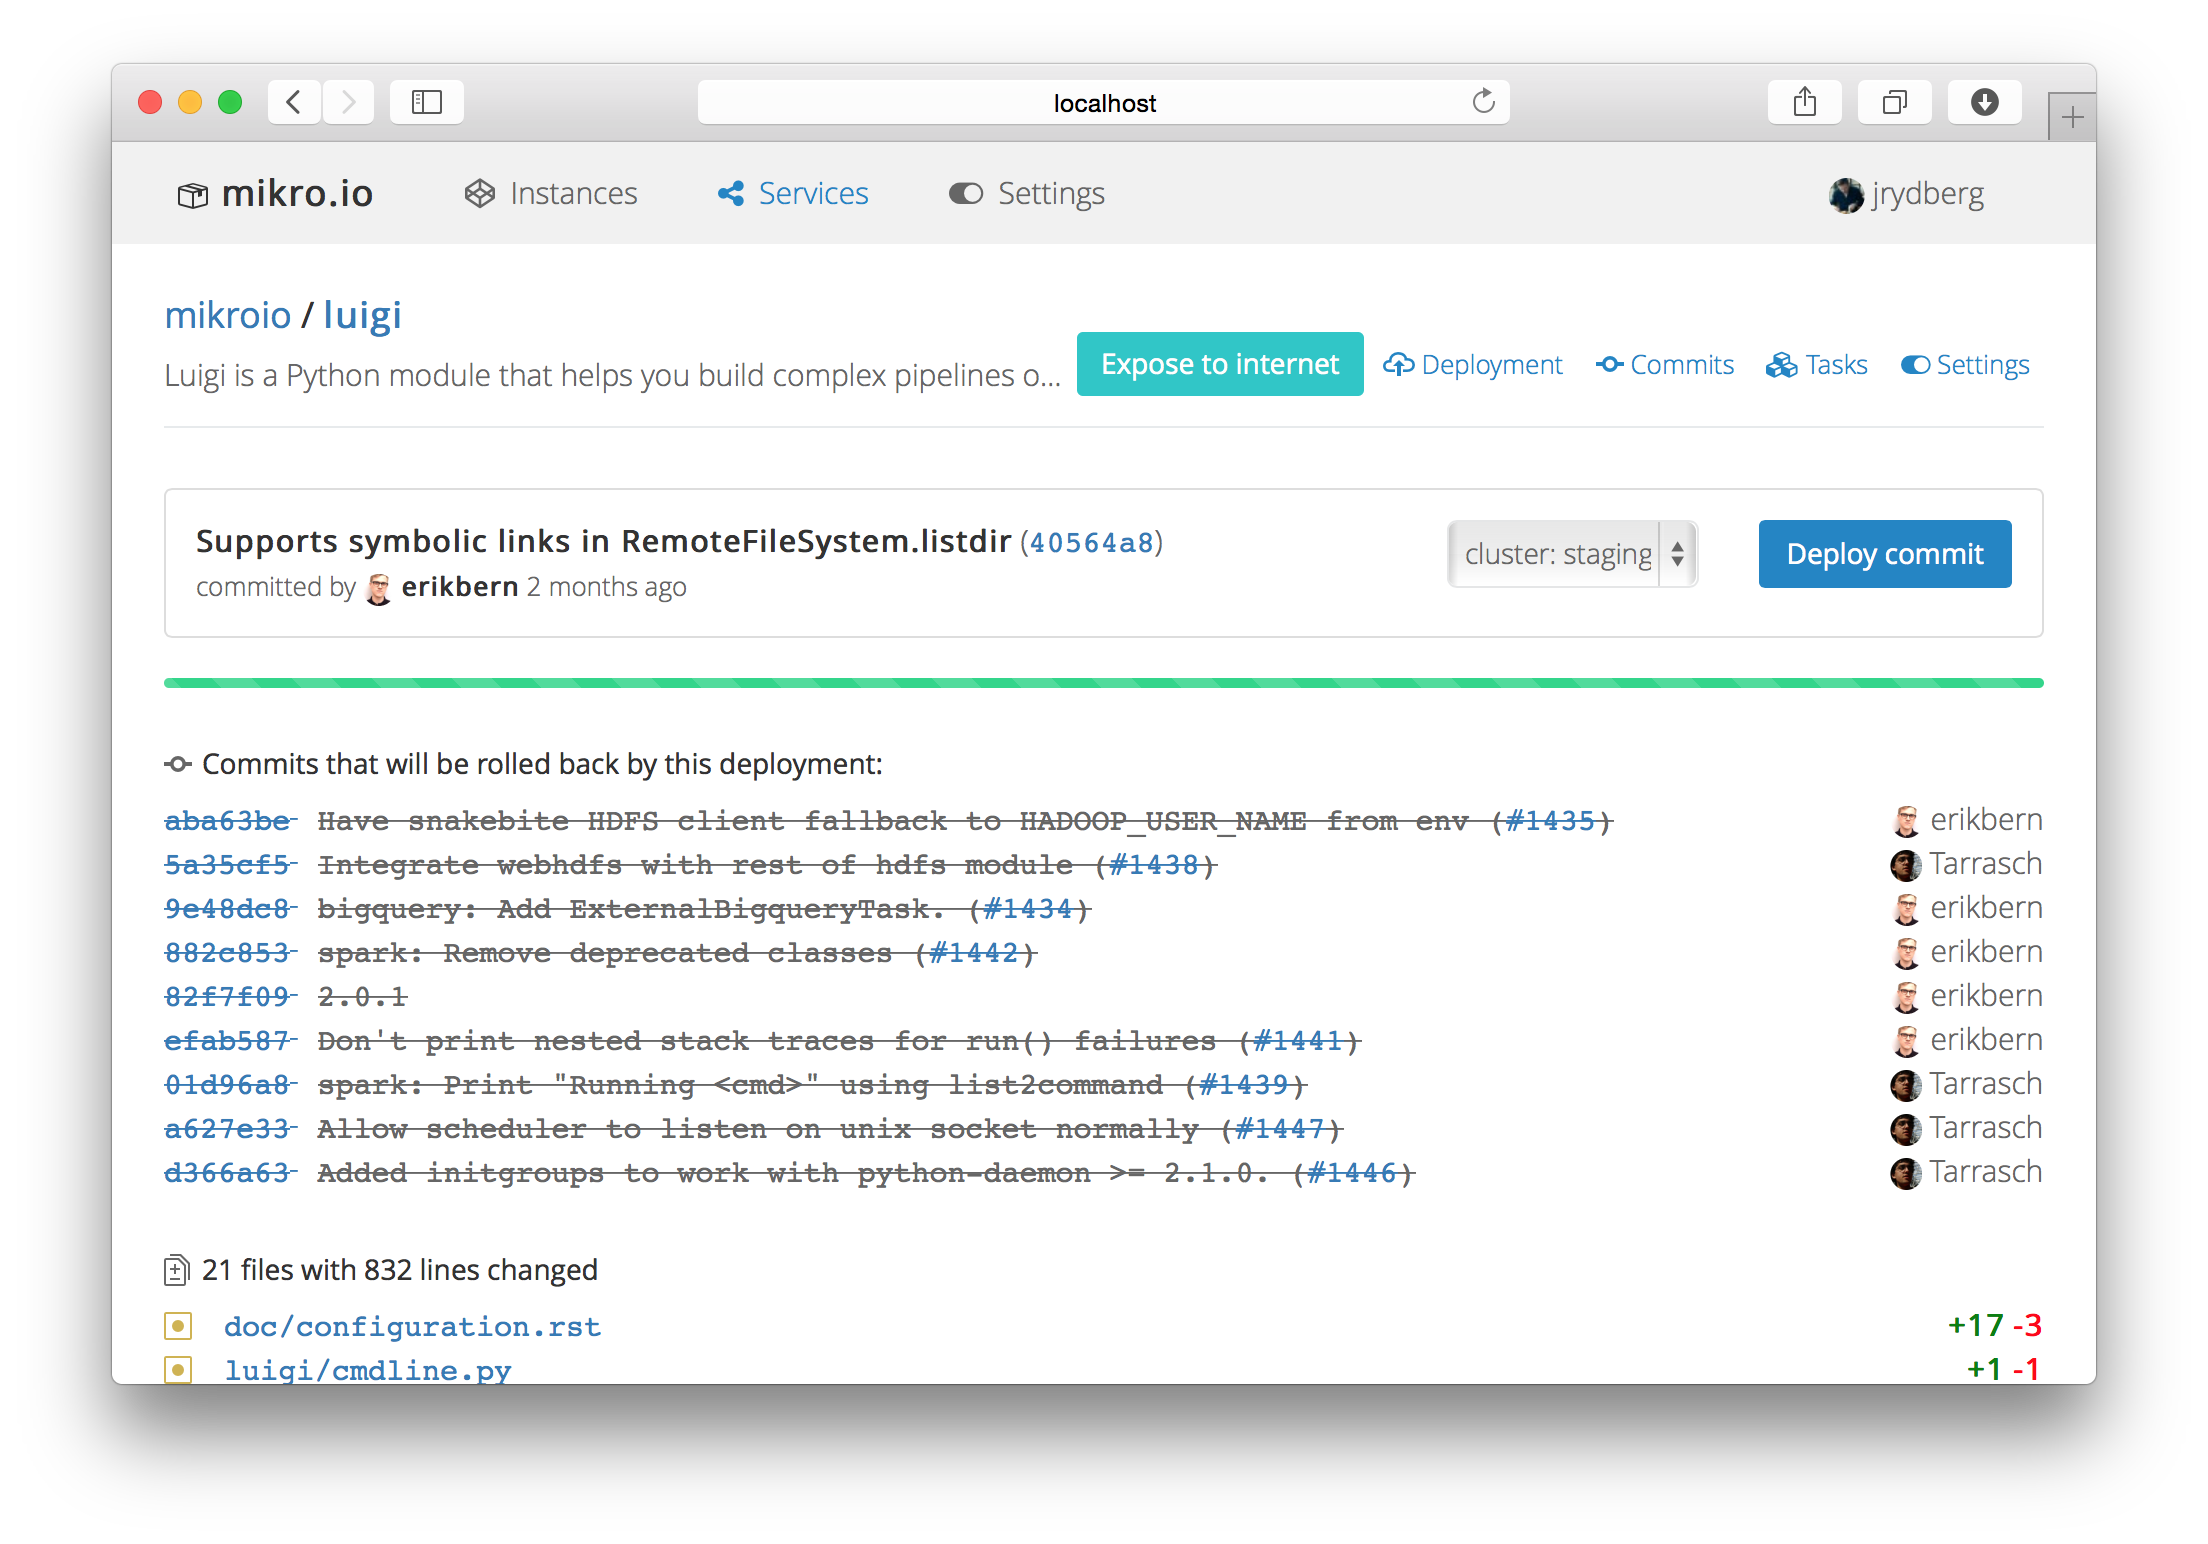 localhost
mikro.io Instances Services Settings jrydberg
mikroio / luigi
Luigi is a Python module that helps you build complex pipelines o... Expose to internet Deployment Commits Tasks Settings
Supports symbolic links in RemoteFileSystem.listdir (40564a8)
committed by erikbern 2 months ago
cluster: staging Deploy commit
Commits that will be rolled back by this deployment:
aba63be Have snakebite HDFS client fallback to HADOOP_USER_NAME from env (#1435) erikbern
5a35cf5 Integrate webhdfs with rest of hdfs module (#1438) Tarrasch
9e48dc8 bigquery: Add ExternalBigqueryTask. (#1434) erikbern
882c853 spark: Remove deprecated classes (#1442) erikbern
82f7f09 2.0.1 erikbern
efab587 Don't print nested stack traces for run() failures (#1441) erikbern
01d96a8 spark: Print "Running <cmd>" using list2command (#1439) Tarrasch
a627e33 Allow scheduler to listen on unix socket normally (#1447) Tarrasch
d366a63 Added initgroups to work with python-daemon >= 2.1.0. (#1446) Tarrasch
21 files with 832 lines changed
doc/configuration.rst +17 -3
luigi/cmdline.py +1 -1